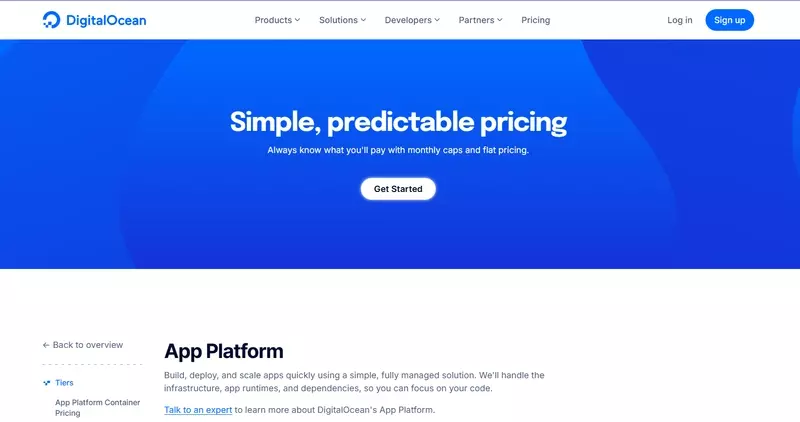 DigitalOcean
Products
Solutions
Developers
Partners
Pricing
Log in
Sign up
Simple, predictable pricing
Always know what you'll pay with monthly caps and flat pricing.
Get Started
← Back to overview
Tiers
App Platform Container
Pricing
App Platform
Build, deploy, and scale apps quickly using a simple, fully managed solution. We'll handle the
infrastructure, app runtimes, and dependencies, so you can focus on your code.
Talk to an expert to learn more about DigitalOcean's App Platform.